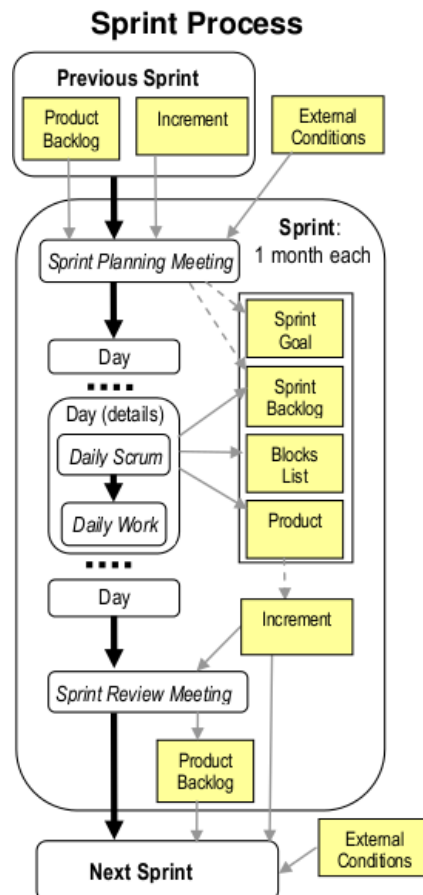 Sprint Process
Previous Sprint
Product
Backlog
Increment
External
Conditions
Sprint:
1 month each
Sprint Planning Meeting
Sprint
Goal
Day
Sprint
Backlog
Day (details)
Daily Scrum
Blocks
List
Daily Work
Product
Day
Increment
Sprint Review Meeting
Product
Backlog
External
Conditions
Next Sprint